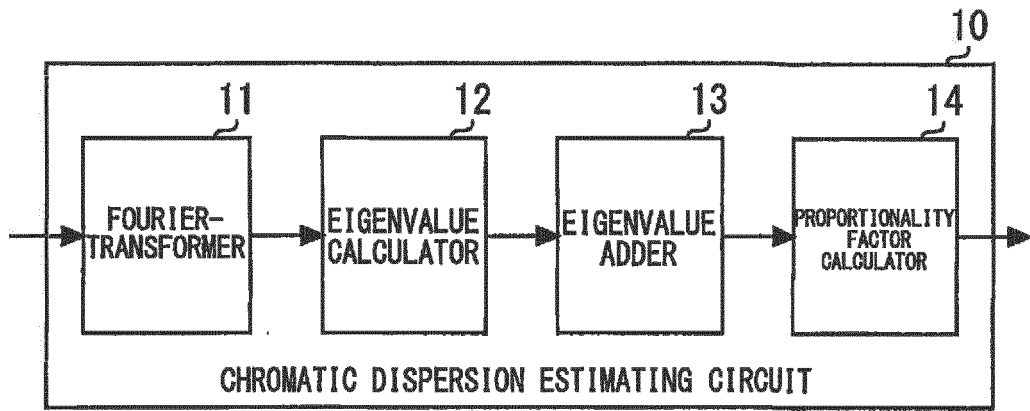 10
11
12
13
14
FOURIER-
TRANSFORMER
EIGENVALUE
CALCULATOR
EIGENVALUE
ADDER
PROPORTIONALITY
FACTOR
CALCULATOR
CHROMATIC DISPERSION ESTIMATING CIRCUIT